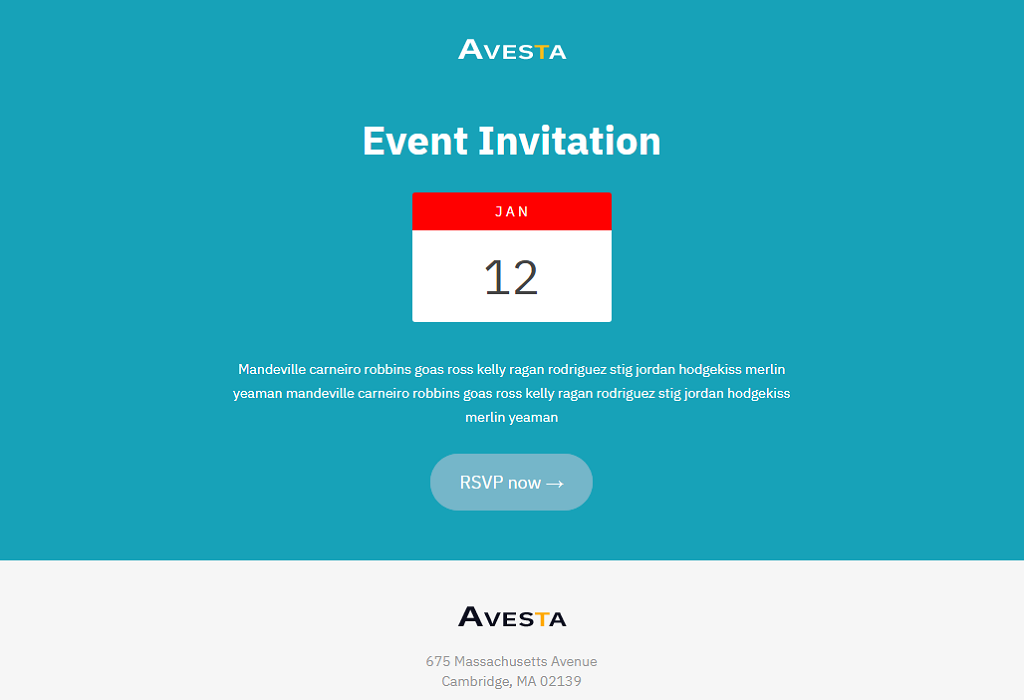 AVESTA
Event Invitation
JAN
12
Mandeville carneiro robbins goas ross kelly ragan rodriguez stig jordan hodgekiss merlin
yeaman mandeville carneiro robbins goas ross kelly ragan rodriguez stig jordan hodgekiss
merlin yeaman
RSVP now →
AVESTA
675 Massachusetts Avenue
Cambridge, MA 02139